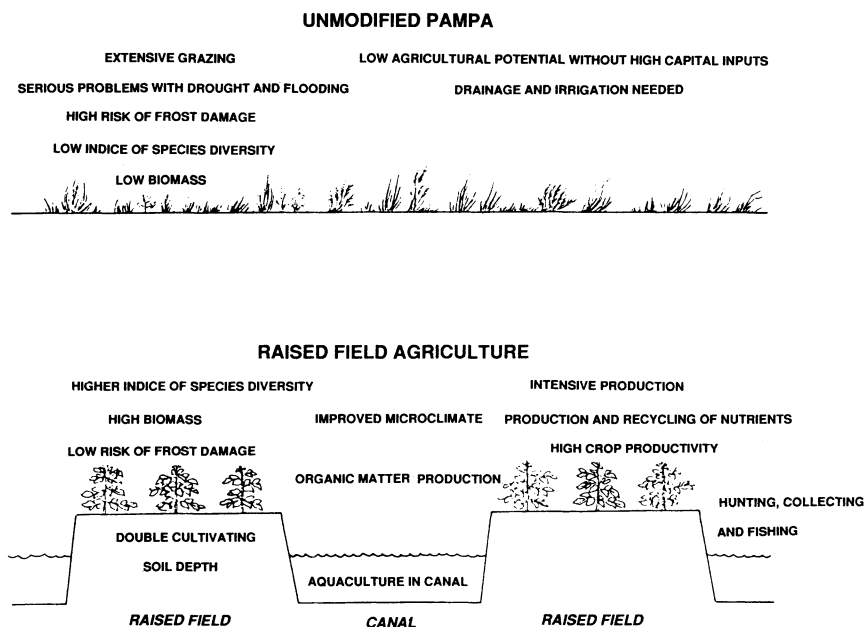 UNMODIFIED PAMPA
EXTENSIVE GRAZING
LOW AGRICULTURAL POTENTIAL WITHOUT HIGH CAPITAL INPUTS
SERIOUS PROBLEMS WITH DROUGHT AND FLOODING
DRAINAGE AND IRRIGATION NEEDED
HIGH RISK OF FROST DAMAGE
LOW INDICE OF SPECIES DIVERSITY
LOW BIOMASS
RAISED FIELD AGRICULTURE
HIGHER INDICE OF SPECIES DIVERSITY
INTENSIVE PRODUCTION
HIGH BIOMASS
IMPROVED MICROCLIMATE
PRODUCTION AND RECYCLING OF NUTRIENTS
LOW RISK OF FROST DAMAGE
HIGH CROP PRODUCTIVITY
ORGANIC MATTER PRODUCTION
HUNTING, COLLECTING
AND FISHING
DOUBLE CULTIVATING
SOIL DEPTH
AQUACULTURE IN CANAL
RAISED FIELD
CANAL
RAISED FIELD